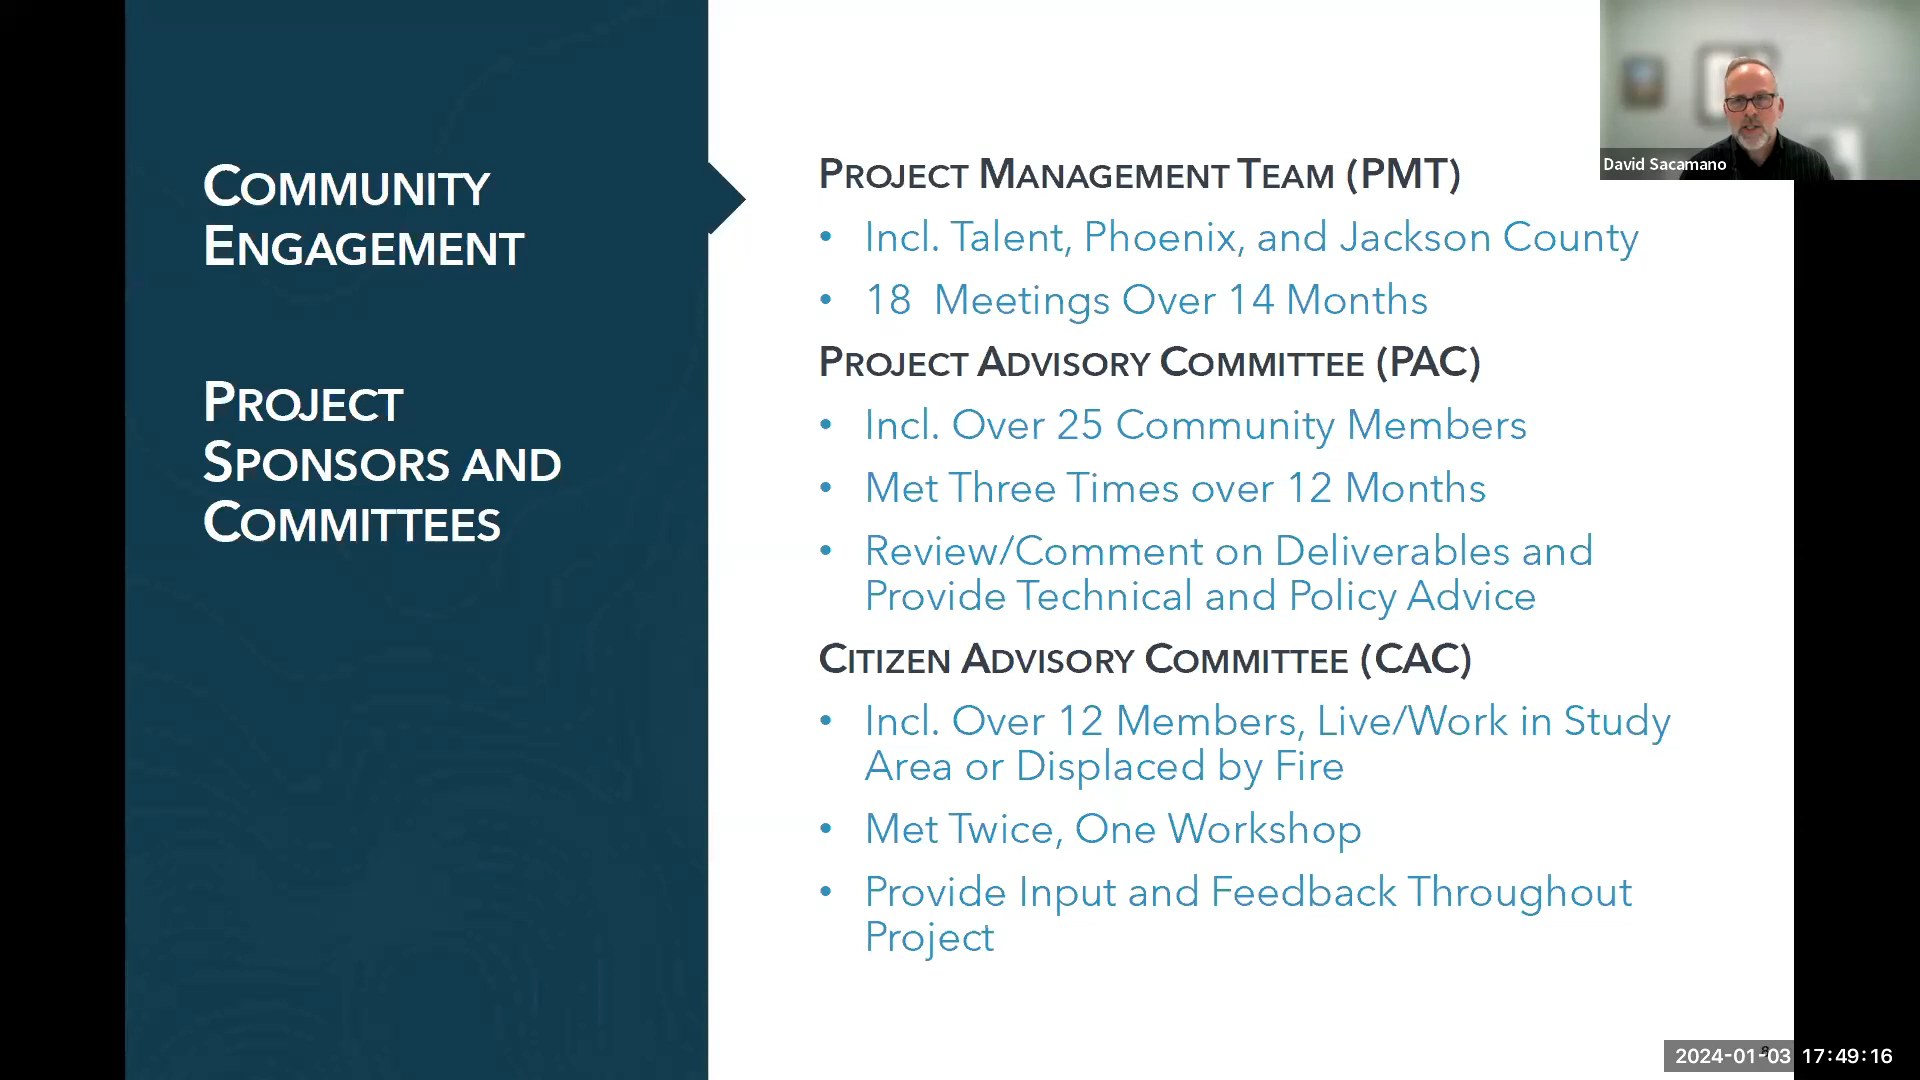 COMMUNITY
ENGAGEMENT
PROJECT
SPONSORS AND
COMMITTEES
PROJECT MANAGEMENT TEAM (PMT)
• Incl. Talent, Phoenix, and Jackson County
• 18  Meetings Over 14 Months
PROJECT ADVISORY COMMITTEE (PAC)
• Incl. Over 25 Community Members
• Met Three Times over 12 Months
• Review/Comment on Deliverables and
Provide Technical and Policy Advice
CITIZEN ADVISORY COMMITTEE (CAC)
• Incl. Over 12 Members, Live/Work in Study
Area or Displaced by Fire
• Met Twice, One Workshop
• Provide Input and Feedback Throughout
Project
David Sacamano
2024-01-03 17:49:16